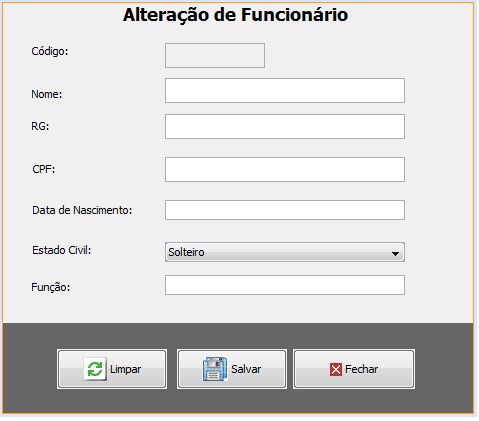 Alteração de Funcionário
Código:
Nome:
RG:
CPF:
Data de Nascimento:
Estado Civil: Solteiro
Função:
Limpar Salvar Fechar